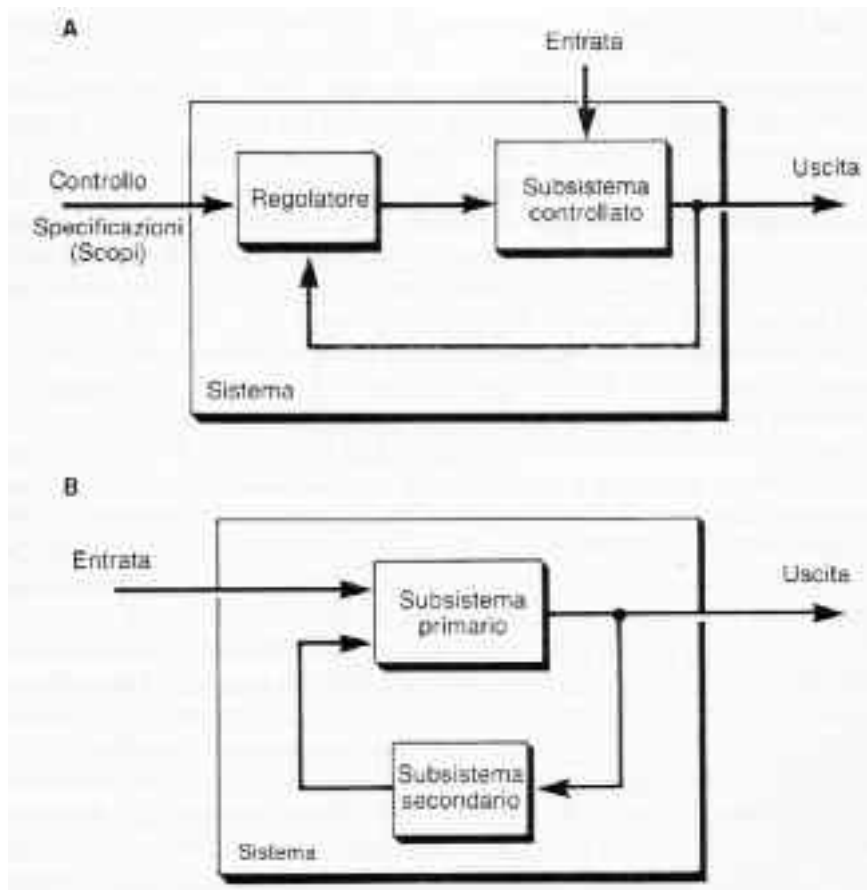 A
Entrata
Controllo
Specificazioni
(Scopi)
Regolatore
Subsistema
controllato
Uscita
Sistema
B
Entrata
Subsistema
primario
Uscita
Subsistema
secondario
Sistema